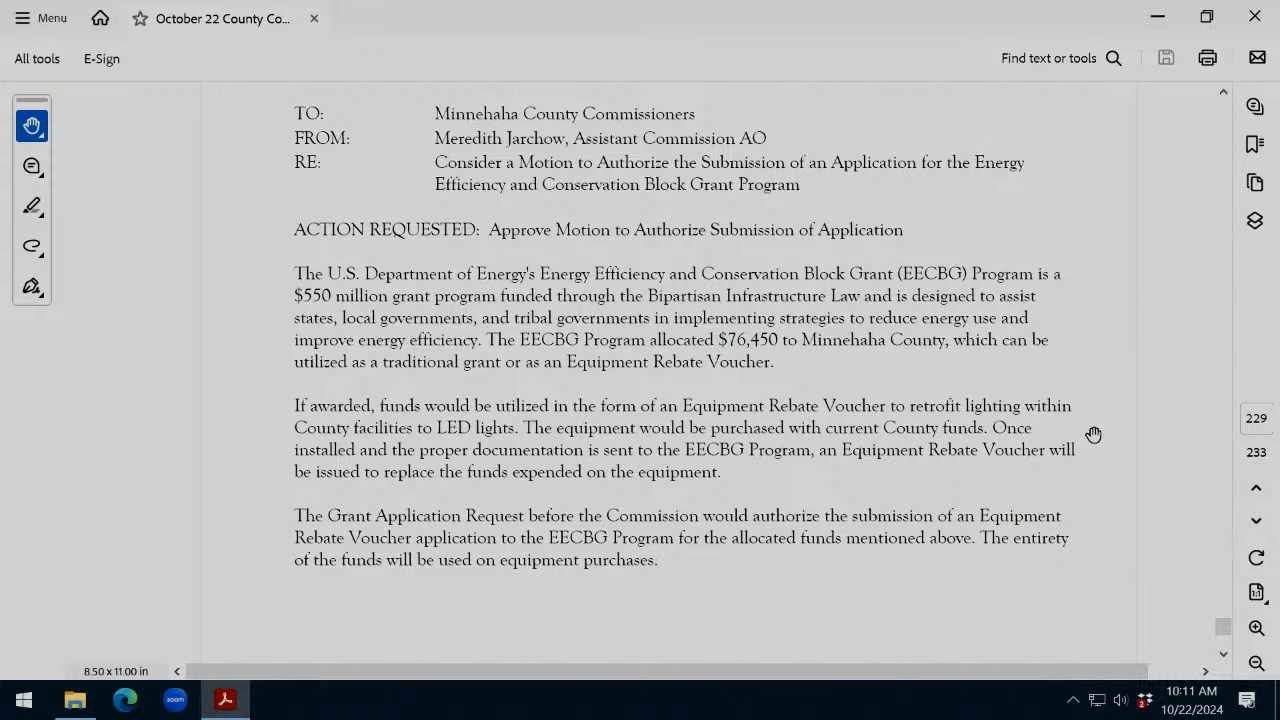 Menu
October 22 County Co...
All tools
E-Sign
Find text or tools
TO: Minnehaha County Commissioners
FROM: Meredith Jarchow, Assistant Commission AO
RE: Consider a Motion to Authorize the Submission of an Application for the Energy
Efficiency and Conservation Block Grant Program
ACTION REQUESTED: Approve Motion to Authorize Submission of Application
The U.S. Department of Energy's Energy Efficiency and Conservation Block Grant (EECBG) Program is a
$550 million grant program funded through the Bipartisan Infrastructure Law and is designed to assist
states, local governments, and tribal governments in implementing strategies to reduce energy use and
improve energy efficiency. The EECBG Program allocated $76,450 to Minnehaha County, which can be
utilized as a traditional grant or as an Equipment Rebate Voucher.
If awarded, funds would be utilized in the form of an Equipment Rebate Voucher to retrofit lighting within
County facilities to LED lights. The equipment would be purchased with current County funds. Once
installed and the proper documentation is sent to the EECBG Program, an Equipment Rebate Voucher will
be issued to replace the funds expended on the equipment.
The Grant Application Request before the Commission would authorize the submission of an Equipment
Rebate Voucher application to the EECBG Program for the allocated funds mentioned above. The entirety
of the funds will be used on equipment purchases.
229
233
1:1
8.50 x 11.00 in
zoom
2
10:11 AM
10/22/2024